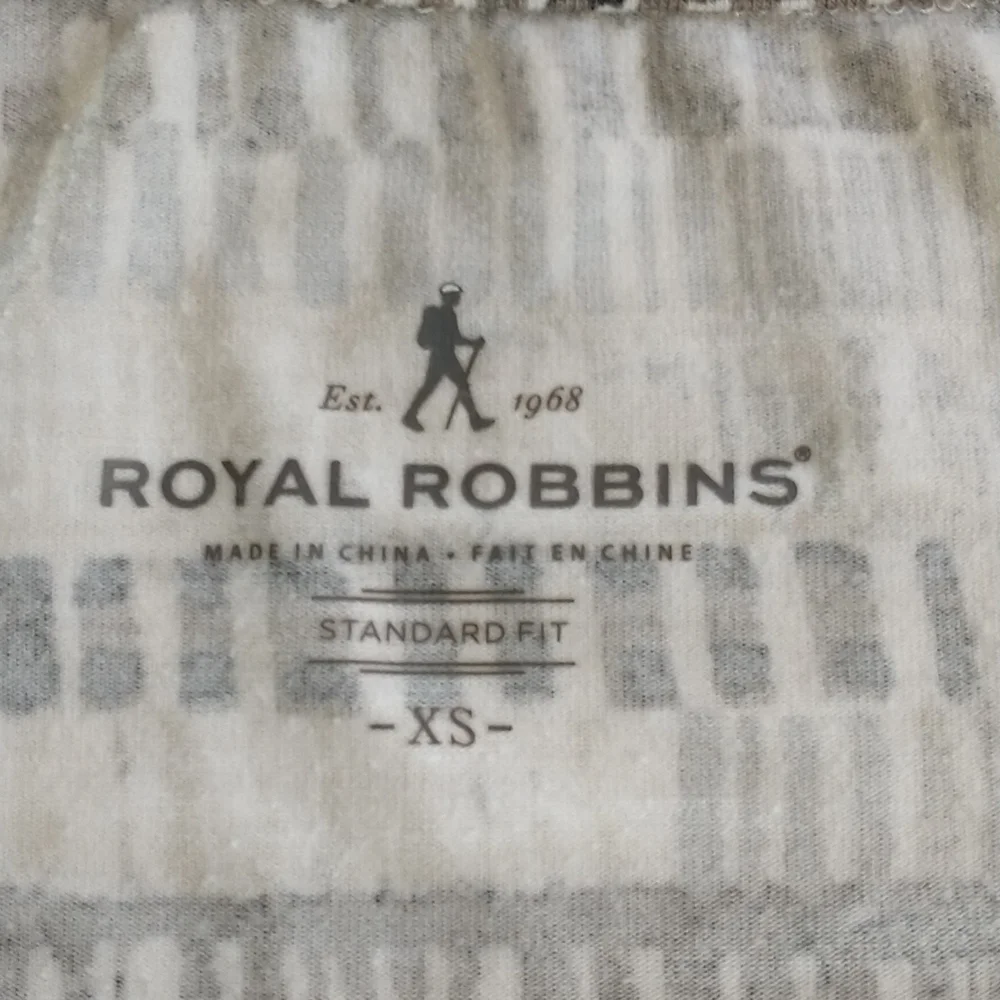 Est. 1968
ROYAL ROBBINS®
MADE IN CHINA • FAIT EN CHINE
STANDARD FIT
-XS-